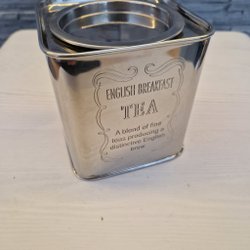 ENGLISH BREAKFAST
TEA
A blend of fine
teas producing a
distinctive English
brew